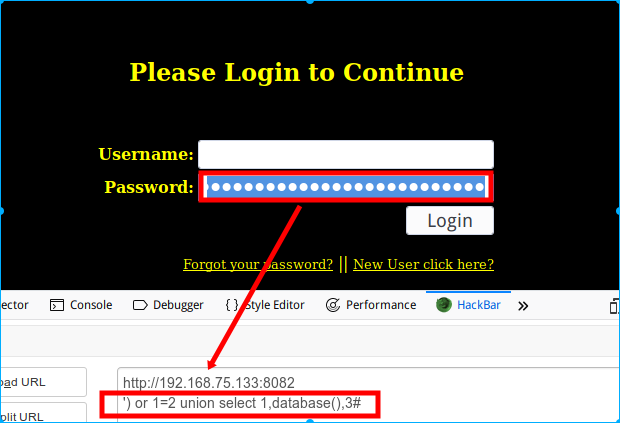 Please Login to Continue
Username:
Password:
Login
Forgot your password? || New User click here?
ector Console Debugger { } Style Editor Performance HackBar »
oad URL
http://192.168.75.133:8082
') or 1=2 union select 1,database(),3#
plit URL